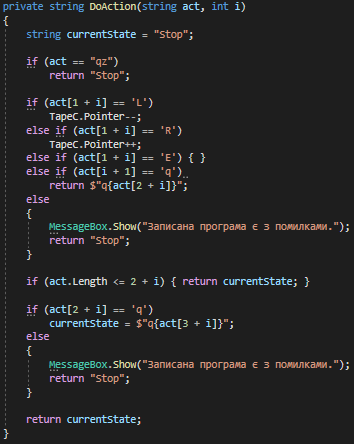 private string DoAction(string act, int i)
{
    string currentState = "Stop";

    if (act == "qz")
        return "Stop";

    if (act[1 + i] == 'L')
        TapeC.Pointer--;
    else if (act[1 + i] == 'R')
        TapeC.Pointer++;
    else if (act[1 + i] == 'E') { }
    else if (act[i + 1] == 'q')
        return $"q{act[2 + i]}";
    else
    {
        MessageBox.Show("Записана програма є з помилками.");
        return "Stop";
    }

    if (act.Length <= 2 + i) { return currentState; }

    if (act[2 + i] == 'q')
        currentState = $"q{act[3 + i]}";
    else
    {
        MessageBox.Show("Записана програма є з помилками.");
        return "Stop";
    }

    return currentState;
}